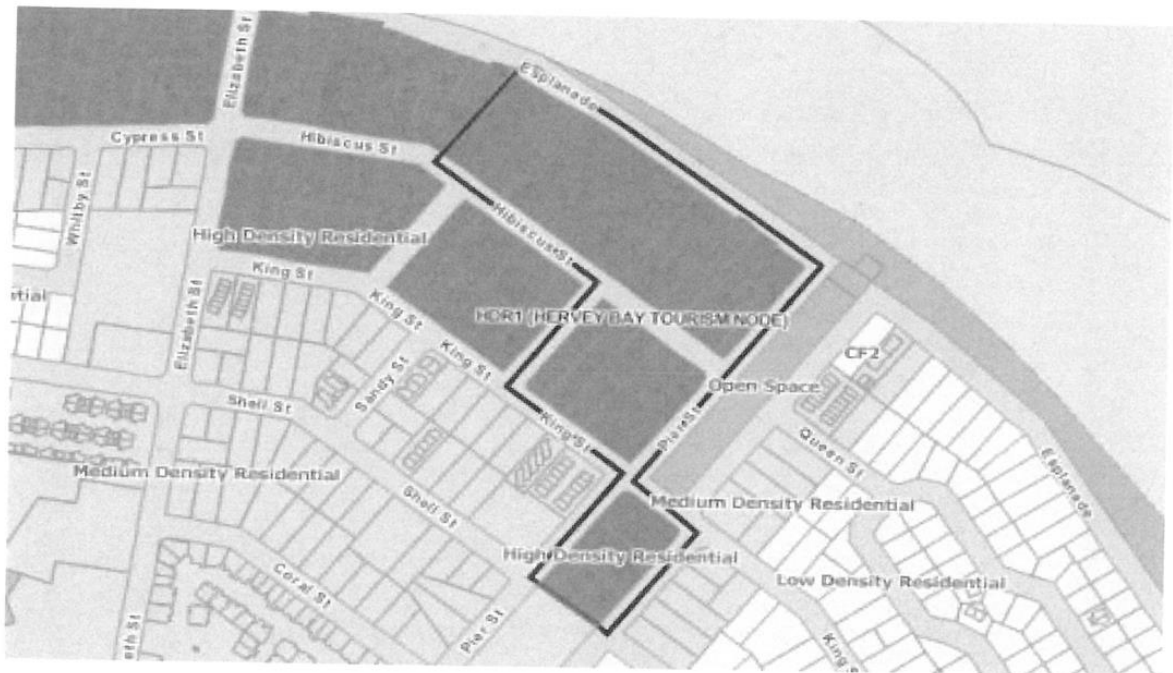 Elizabeth St
Esplanade
Cypress St
Hibiscus St
Whitby St
Hibiscus St
High Density Residential
King St
ntial
King St
HDR1 (HERVEY BAY TOURISM NODE)
Elizabeth St
King St
Sandy St
CF2
Open Space
Shell St
King St
Pier St
Queen St
Esplanade
Medium Density Residential
Shell St
Medium Density Residential
High Density Residential
Coral St
Low Density Residential
Pier St
eth St
King S